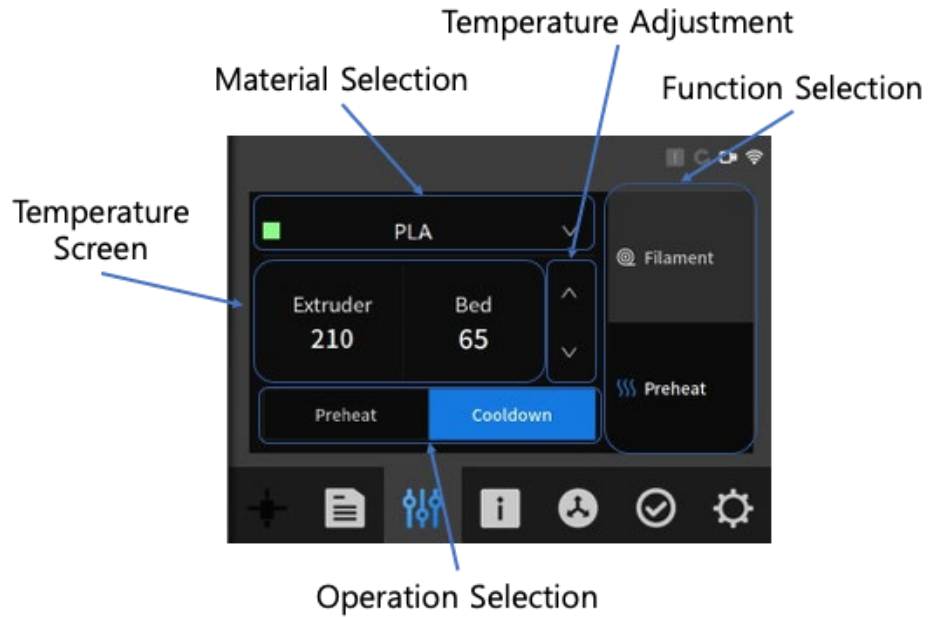 Temperature Adjustment
Material Selection
Function Selection
Temperature
Screen
PLA
Filament
Extruder
Bed
210
65
Preheat
Preheat
Cooldown
Operation Selection